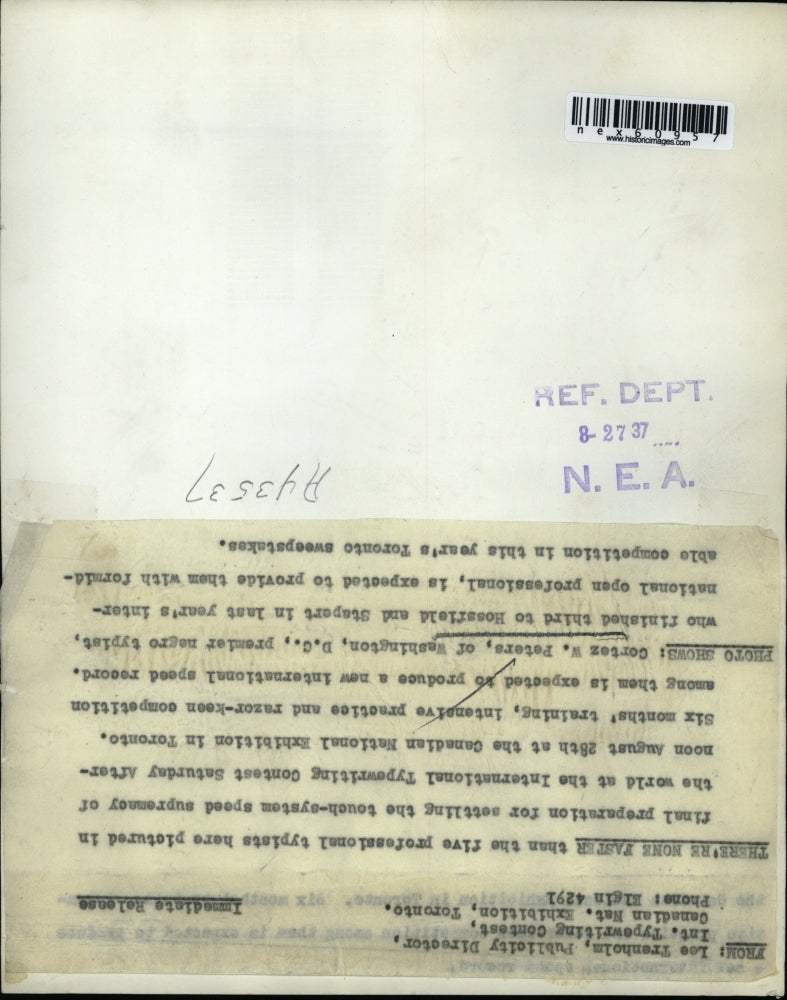 nex60957
www.historicimages.com
REF. DEPT.
8-27 37
N. E. A.
R43537
FROM: Lee Trenholm, Publicity Director,
Int. Typewriting Contest,
Canadian Nat. Exhibition, Toronto.
Phone: Elgin 4291
Immediate Release
THERE'RE NONE FASTER than the five professional typists here pictured in
final preparation for settling the touch-system speed supremacy of
the world at the International Typewriting Contest Saturday After-
noon August 28th at the Canadian National Exhibition in Toronto.
Six months' training, intensive practice and razor-keen competition
among them is expected to produce a new international speed record.
PHOTO SHOWS: Cortez W. Peters, of Washington, D.C., premier negro typist,
who finished third to Hossfield and Stapert in last year's inter-
national open professional, is expected to provide them with formid-
able competition in this year's Toronto sweepstakes.